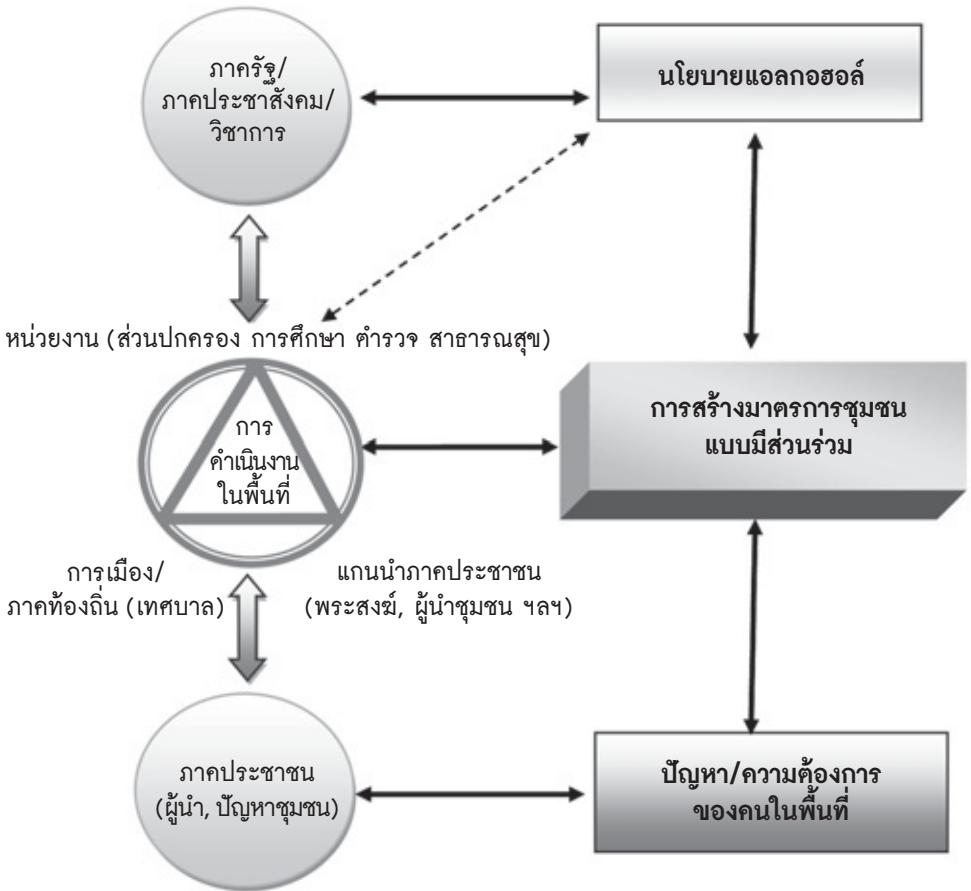 ภาครัฐ/
ภาคประชาสังคม/
วิชาการ
นโยบายแอลกอฮอล์
หน่วยงาน (ส่วนปกครอง การศึกษา ตำรวจ สาธารณสุข)
การ
ดำเนินงาน
ในพื้นที่
การสร้างมาตรการชุมชน
แบบมีส่วนร่วม
การเมือง/
ภาคท้องถิ่น (เทศบาล)
แกนนำภาคประชาชน
(พระสงฆ์, ผู้นำชุมชน ฯลฯ)
ภาคประชาชน
(ผู้นำ, ปัญหาชุมชน)
ปัญหา/ความต้องการ
ของคนในพื้นที่